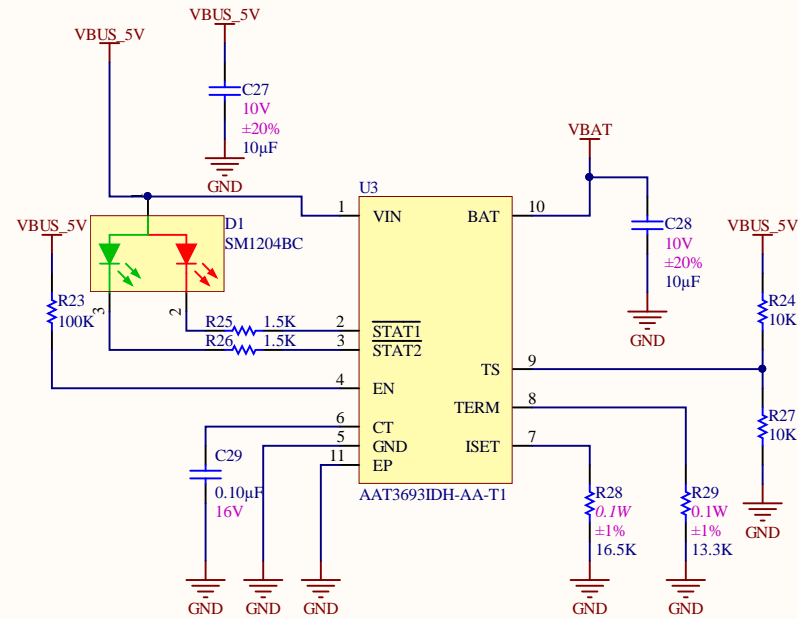 VBUS_5V
VBUS_5V
C27
10V
±20%
10µF
GND
VBAT
U3
1
VIN
BAT
10
D1
SM1204BC
C28
10V
±20%
10µF
GND
VBUS_5V
VBUS_5V
R23
100K
3
2
R25
1.5K
2
STAT1
R26
1.5K
3
STAT2
R24
10K
TS
9
4
EN
TERM
8
6
CT
5
GND
ISET
7
11
EP
R27
10K
GND
C29
0.10µF
16V
AAT3693IDH-AA-T1
R28
0.1W
±1%
16.5K
R29
0.1W
±1%
13.3K
GND
GND
GND
GND
GND